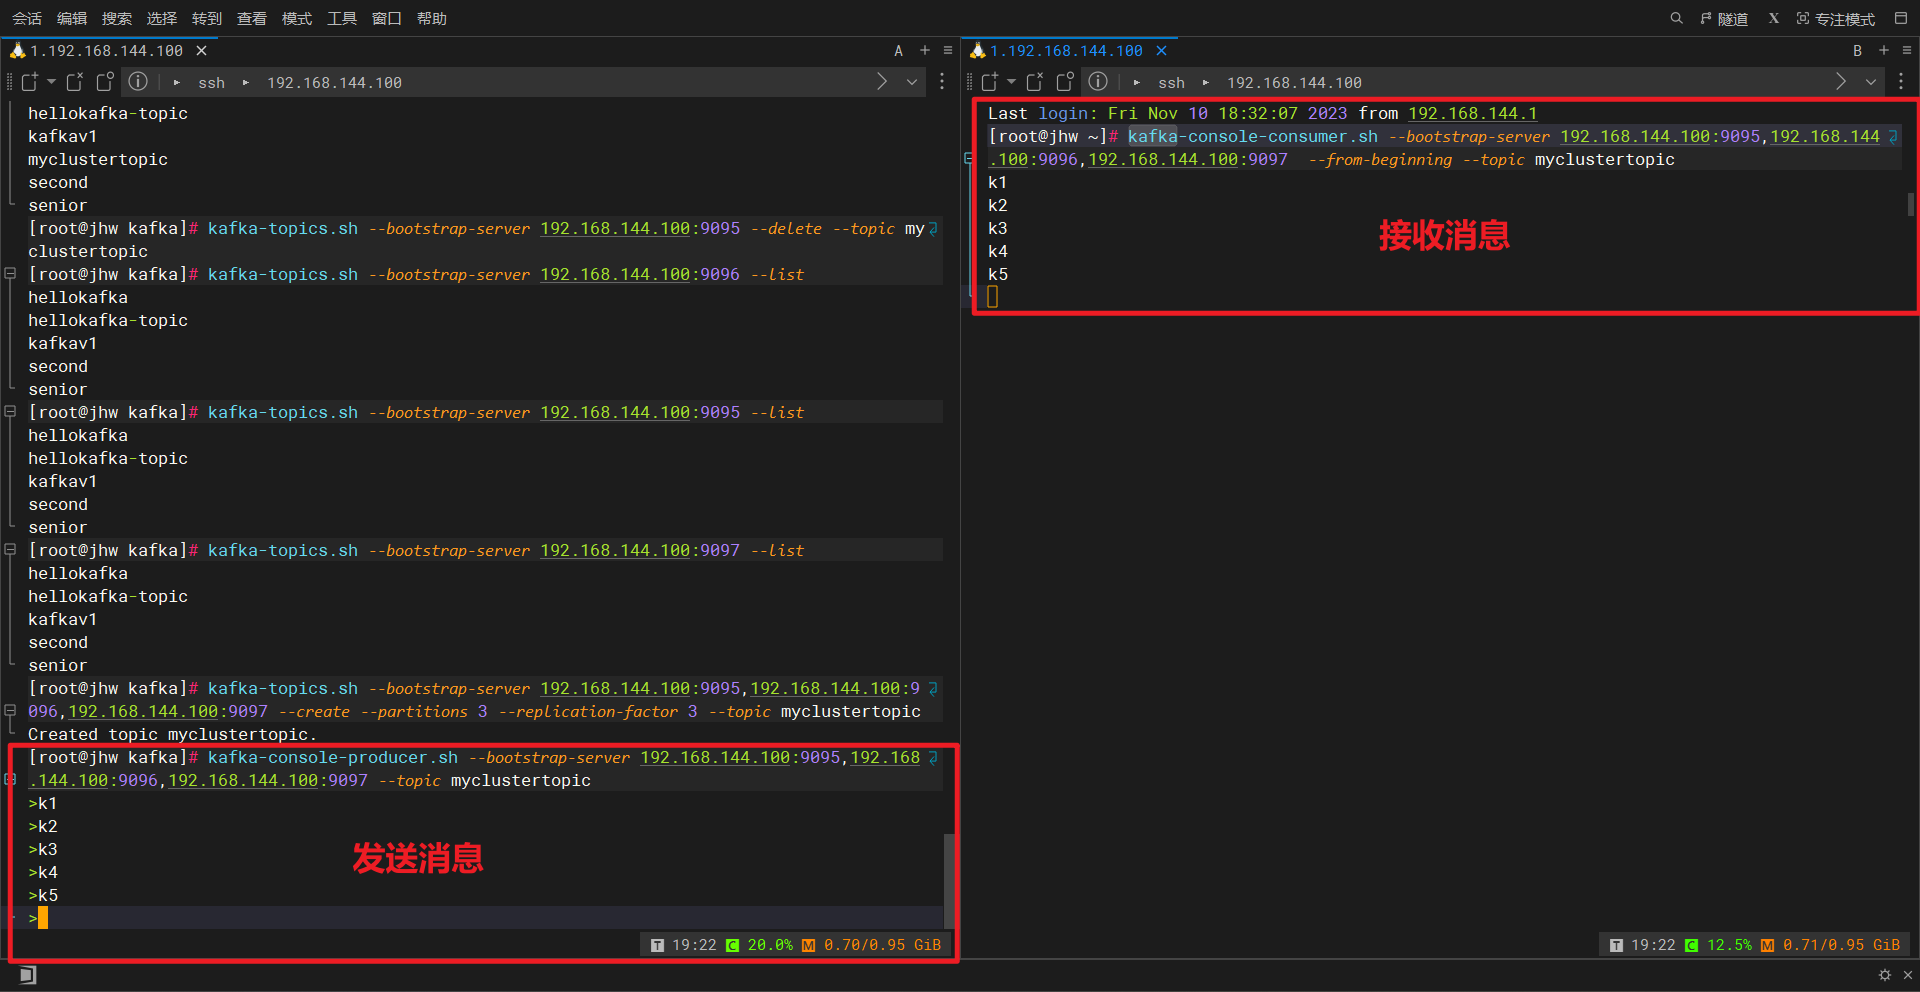 会话 编辑 搜索 选择 转到 查看 模式 工具 窗口 帮助
隧道 X 专注模式
1.192.168.144.100 × A + ≡
ssh 192.168.144.100
hellokafka-topic
kafkav1
myclustertopic
second
senior
[root@jhw kafka]# kafka-topics.sh --bootstrap-server 192.168.144.100:9095 --delete --topic my
clustertopic
[root@jhw kafka]# kafka-topics.sh --bootstrap-server 192.168.144.100:9096 --list
hellokafka
hellokafka-topic
kafkav1
second
senior
[root@jhw kafka]# kafka-topics.sh --bootstrap-server 192.168.144.100:9095 --list
hellokafka
hellokafka-topic
kafkav1
second
senior
[root@jhw kafka]# kafka-topics.sh --bootstrap-server 192.168.144.100:9097 --list
hellokafka
hellokafka-topic
kafkav1
second
senior
[root@jhw kafka]# kafka-topics.sh --bootstrap-server 192.168.144.100:9095,192.168.144.100:9
096,192.168.144.100:9097 --create --partitions 3 --replication-factor 3 --topic myclustertopic
Created topic myclustertopic.
[root@jhw kafka]# kafka-console-producer.sh --bootstrap-server 192.168.144.100:9095,192.168
.144.100:9096,192.168.144.100:9097 --topic myclustertopic
>k1
>k2
>k3
>k4
>k5
>
发送消息
T 19:22 C 20.0% M 0.70/0.95 GiB
1.192.168.144.100 × B + ≡
ssh 192.168.144.100
Last login: Fri Nov 10 18:32:07 2023 from 192.168.144.1
[root@jhw ~]# kafka-console-consumer.sh --bootstrap-server 192.168.144.100:9095,192.168.144
.100:9096,192.168.144.100:9097 --from-beginning --topic myclustertopic
k1
k2
k3
k4
k5
接收消息
T 19:22 C 12.5% M 0.71/0.95 GiB